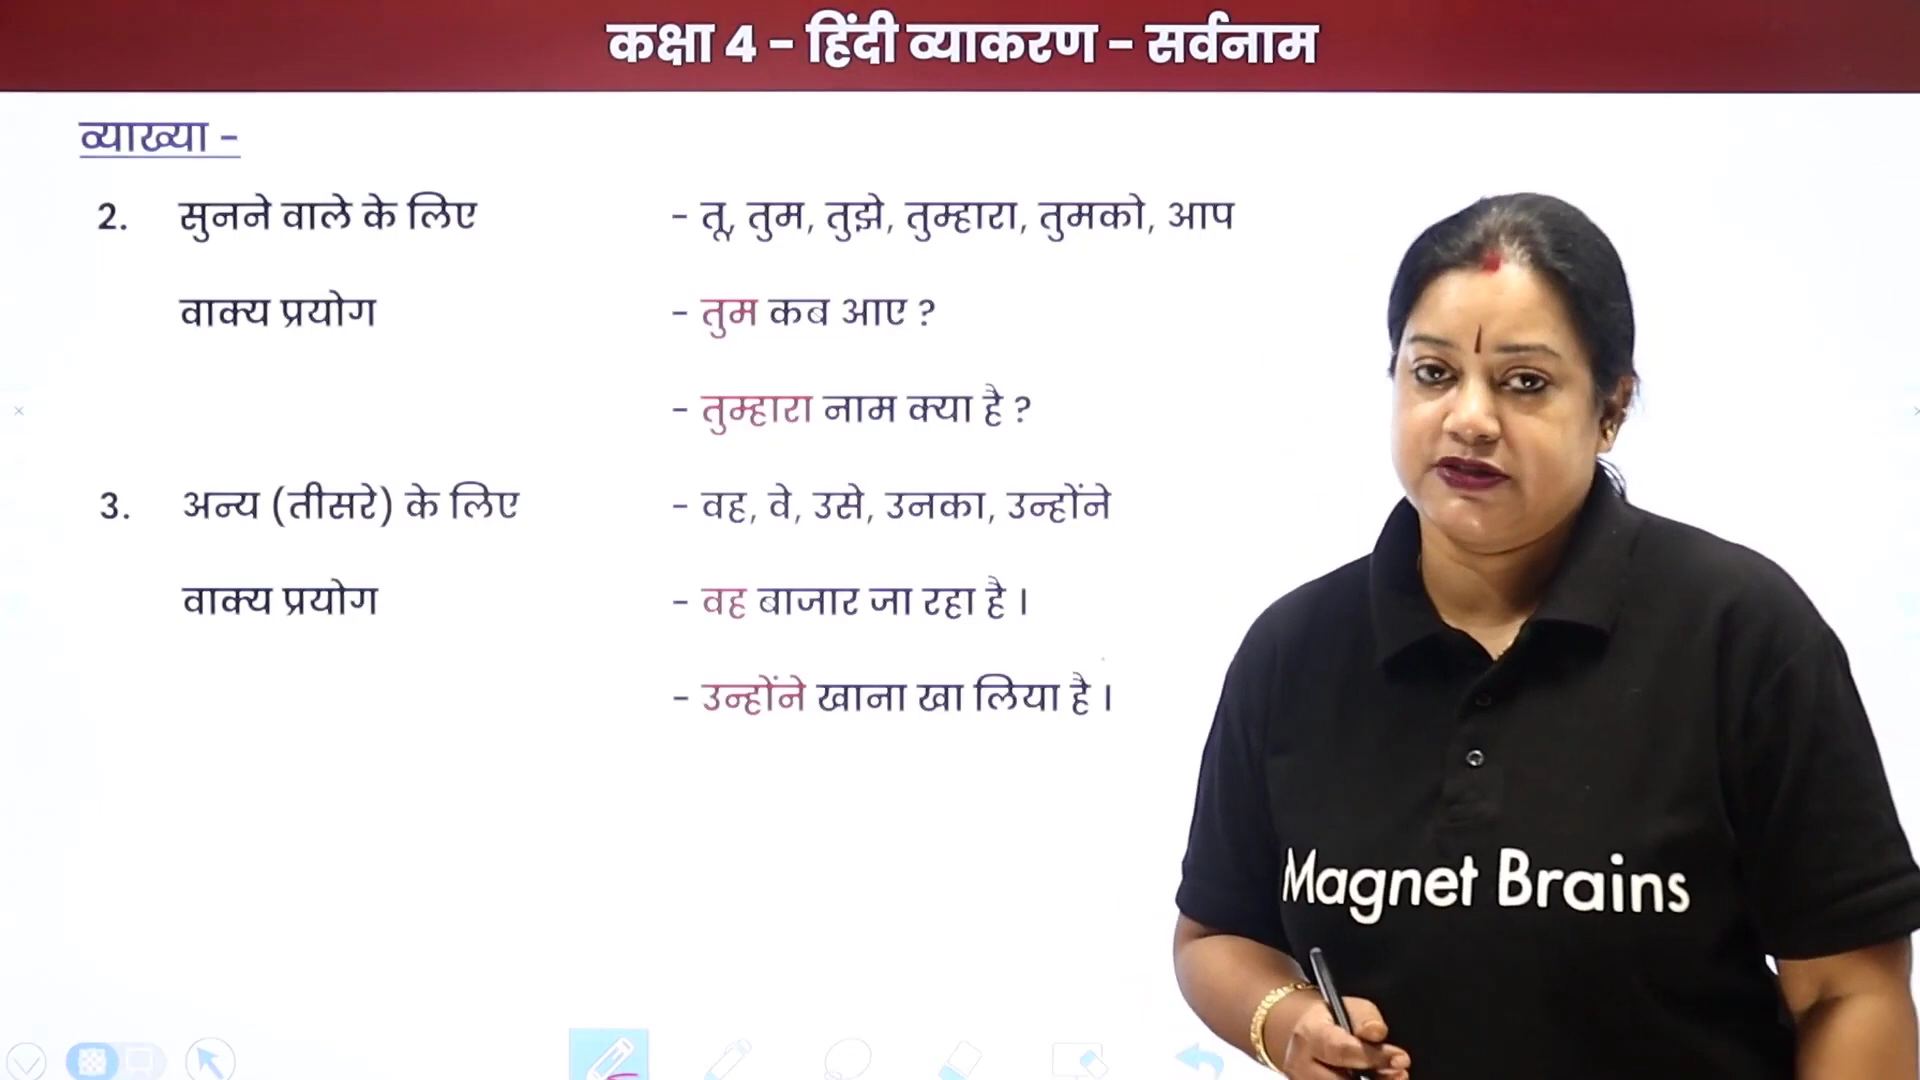 कक्षा 4 - हिंदी व्याकरण - सर्वनाम
व्याख्या -
2. सुनने वाले के लिए - तू, तुम, तुझे, तुम्हारा, तुमको, आप
वाक्य प्रयोग - तुम कब आए ?
- तुम्हारा नाम क्या है ?
3. अन्य (तीसरे) के लिए - वह, वे, उसे, उनका, उन्होंने
वाक्य प्रयोग - वह बाजार जा रहा है ।
- उन्होंने खाना खा लिया है ।
Magnet Brains